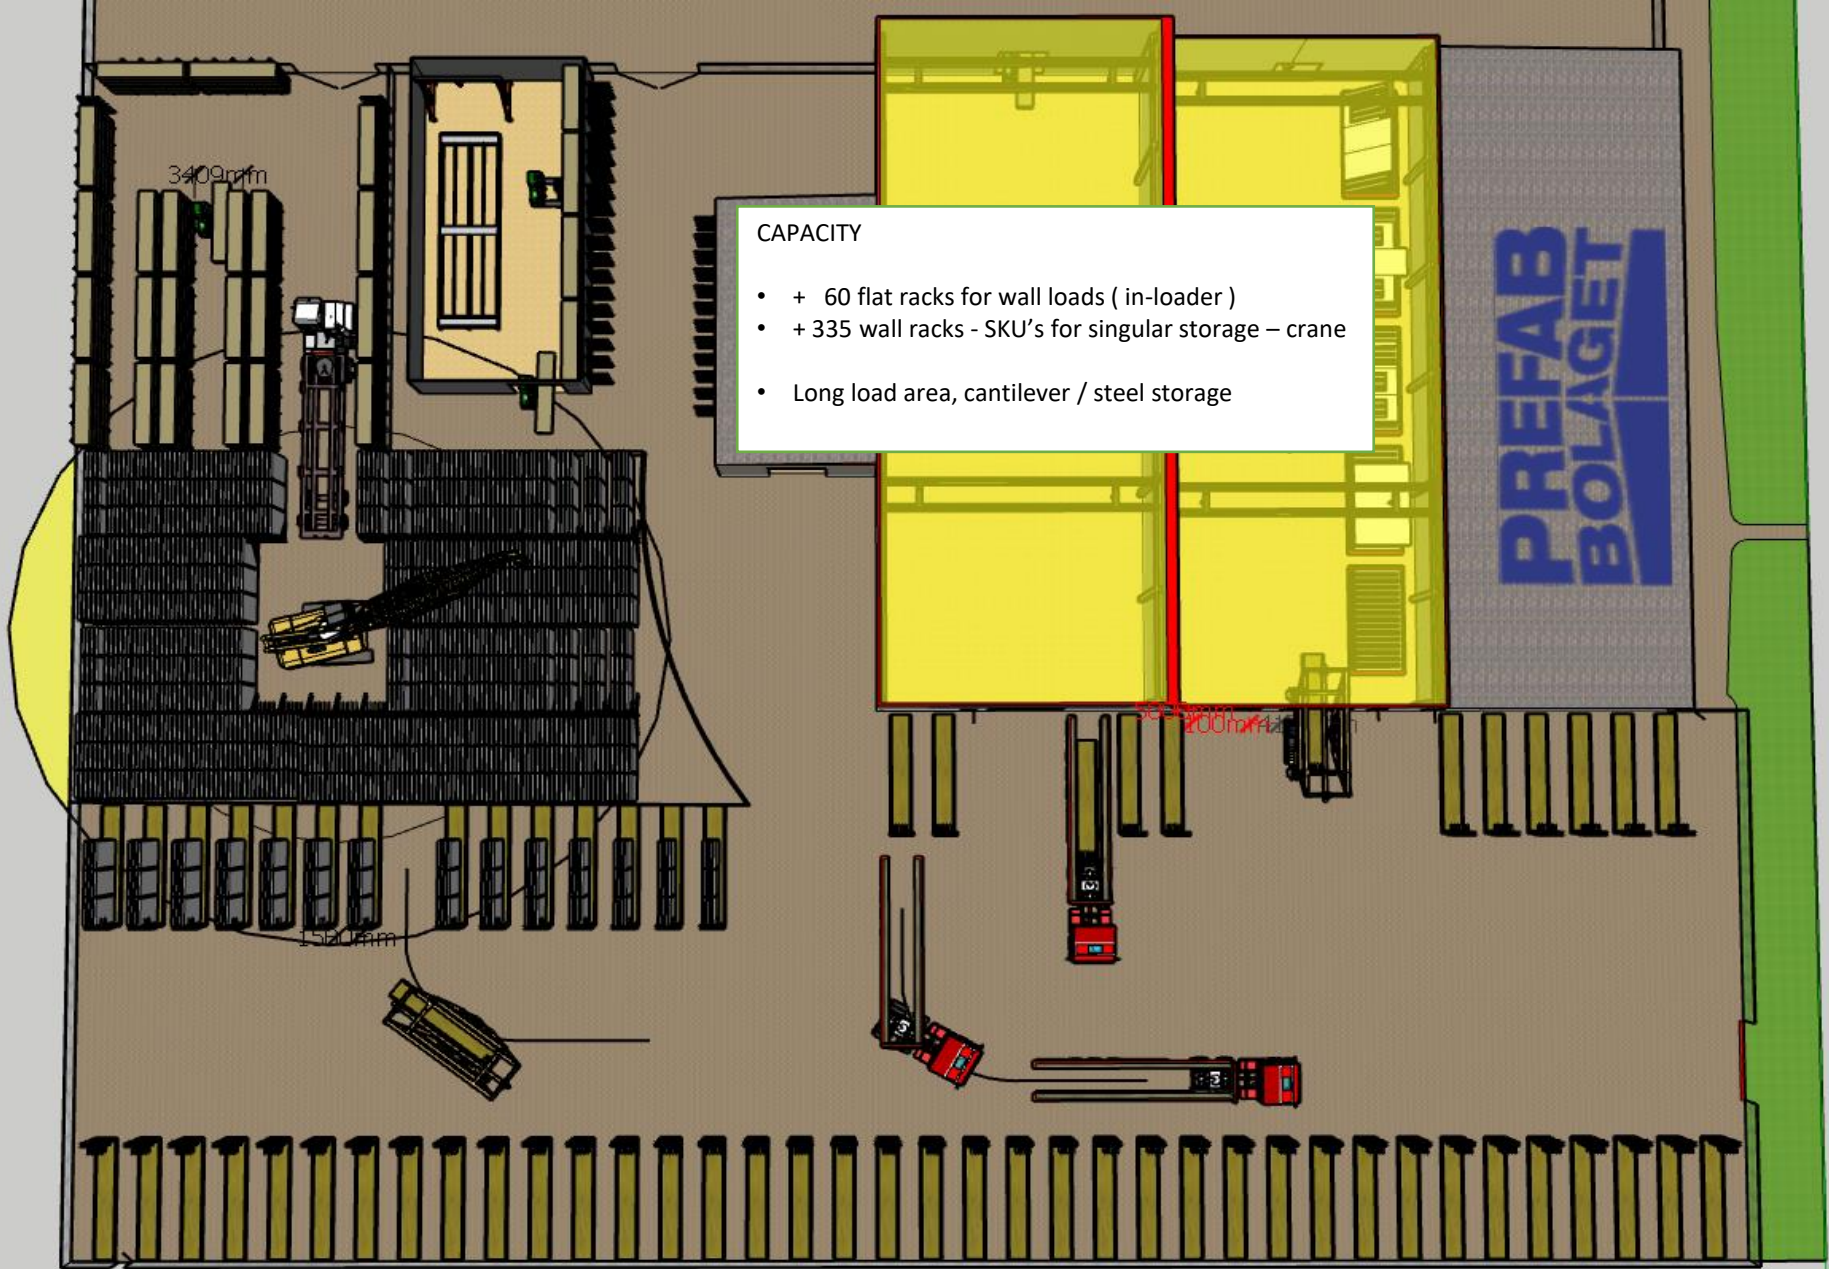 3409mm
CAPACITY
• + 60 flat racks for wall loads ( in-loader )
• + 335 wall racks - SKU's for singular storage – crane
• Long load area, cantilever / steel storage
PREFAB
BOLAGET